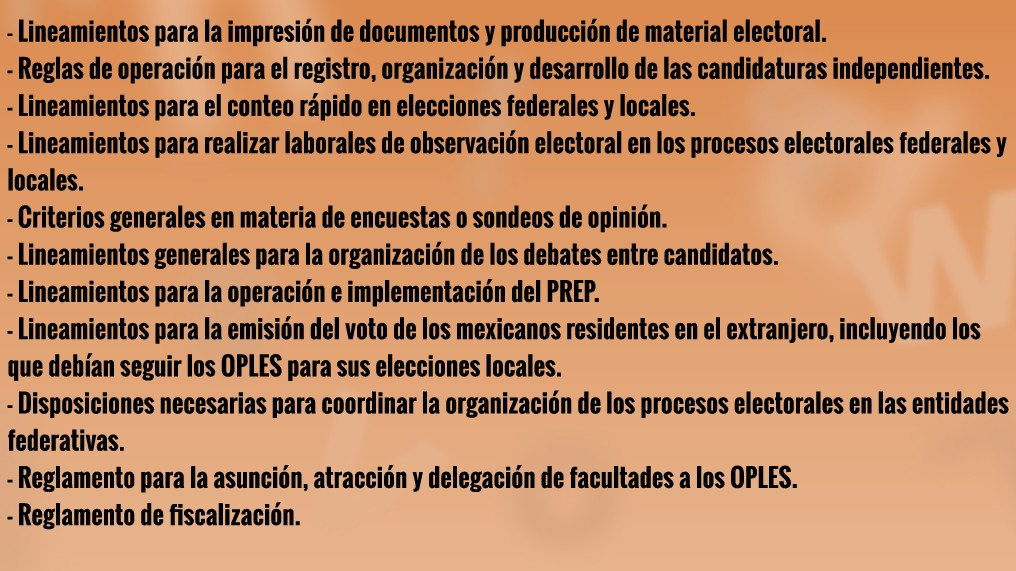 - Lineamientos para la impresión de documentos y producción de material electoral.
- Reglas de operación para el registro, organización y desarrollo de las candidaturas independientes.
- Lineamientos para el conteo rápido en elecciones federales y locales.
- Lineamientos para realizar laborales de observación electoral en los procesos electorales federales y
locales.
- Criterios generales en materia de encuestas o sondeos de opinión.
- Lineamientos generales para la organización de los debates entre candidatos.
- Lineamientos para la operación e implementación del PREP.
- Lineamientos para la emisión del voto de los mexicanos residentes en el extranjero, incluyendo los
que debían seguir los OPLES para sus elecciones locales.
- Disposiciones necesarias para coordinar la organización de los procesos electorales en las entidades
federativas.
- Reglamento para la asunción, atracción y delegación de facultades a los OPLES.
- Reglamento de fiscalización.